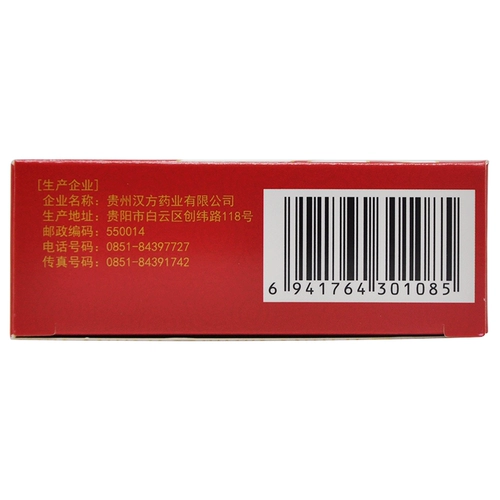 [生产企业]
企业名称：贵州汉方药业有限公司
生产地址：贵阳市白云区创纬路118号
邮政编码：550014
电话号码：0851-84397727
传真号码：0851-84391742
6 941764 301085